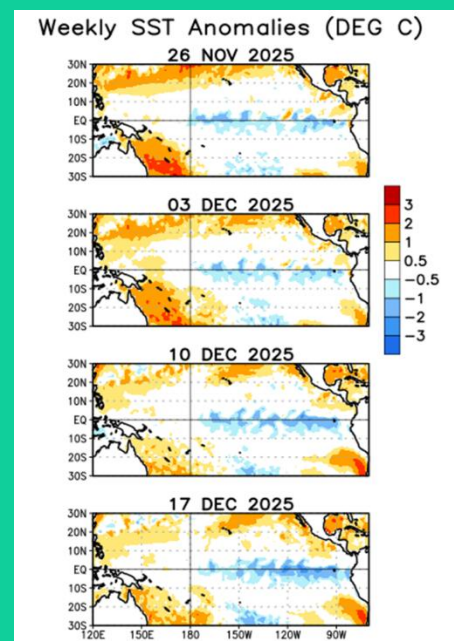 Weekly SST Anomalies (DEG C)
26 NOV 2025
30N
20N
10N
EQ
10S
20S
30S
03 DEC 2025
30N
20N
10N
EQ
10S
20S
30S
3
2
1
0.5
-0.5
-1
-2
-3
10 DEC 2025
30N
20N
10N
EQ
10S
20S
30S
17 DEC 2025
30N
20N
10N
EQ
10S
20S
30S
120E 150E 180 150W 120W 90W